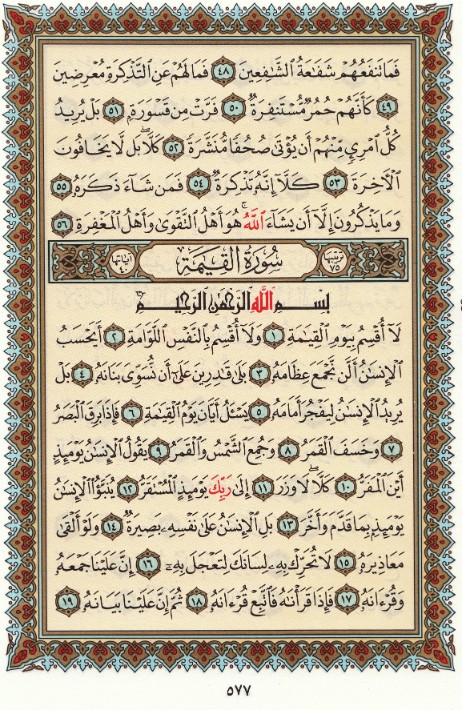 فَمَا تَنفَعُهُمْ شَفَٰعَةُ ٱلشَّٰفِعِينَ ٤٨ فَمَا لَهُمْ عَنِ ٱلتَّذْكِرَةِ مُعْرِضِينَ
٤٩ كَأَنَّهُمْ حُمُرٌ مُّسْتَنفِرَةٌ ٥٠ فَرَّتْ مِن قَسْوَرَةٍۭ ٥١ بَلْ يُرِيدُ
كُلُّ ٱمْرِئٍ مِّنْهُمْ أَن يُؤْتَىٰ صُحُفًا مُّنَشَّرَةً ٥٢ كَلَّا ۖ بَل لَّا يَخَافُونَ
ٱلْءَاخِرَةَ ٥٣ كَلَّآ إِنَّهُۥ تَذْكِرَةٌ ٥٤ فَمَن شَآءَ ذَكَرَهُۥ ٥٥
وَمَا يَذْكُرُونَ إِلَّآ أَن يَشَآءَ ٱللَّهُ ۚ هُوَ أَهْلُ ٱلتَّقْوَىٰ وَأَهْلُ ٱلْمَغْفِرَةِ ٥٦
ترتيبها ٧٥ سُورَةُ ٱلْقِيَٰمَةِ آياتها ٤٠
بِسْمِ ٱللَّهِ ٱلرَّحْمَٰنِ ٱلرَّحِيمِ
لَآ أُقْسِمُ بِيَوْمِ ٱلْقِيَٰمَةِ ١ وَلَآ أُقْسِمُ بِٱلنَّفْسِ ٱللَّوَّامَةِ ٢ أَيَحْسَبُ
ٱلْإِنسَٰنُ أَلَّن نَّجْمَعَ عِظَامَهُۥ ٣ بَلَىٰ قَٰدِرِينَ عَلَىٰٓ أَن نُّسَوِّىَ بَنَانَهُۥ ٤ بَلْ
يُرِيدُ ٱلْإِنسَٰنُ لِيَفْجُرَ أَمَامَهُۥ ٥ يَسْـَٔلُ أَيَّانَ يَوْمُ ٱلْقِيَٰمَةِ ٦ فَإِذَا بَرِقَ ٱلْبَصَرُ
٧ وَخَسَفَ ٱلْقَمَرُ ٨ وَجُمِعَ ٱلشَّمْسُ وَٱلْقَمَرُ ٩ يَقُولُ ٱلْإِنسَٰنُ يَوْمَئِذٍ
أَيْنَ ٱلْمَفَرُّ ١٠ كَلَّا لَا وَزَرَ ١١ إِلَىٰ رَبِّكَ يَوْمَئِذٍ ٱلْمُسْتَقَرُّ ١٢ يُنَبَّؤُا۟ ٱلْإِنسَٰنُ
يَوْمَئِذٍۭ بِمَا قَدَّمَ وَأَخَّرَ ١٣ بَلِ ٱلْإِنسَٰنُ عَلَىٰ نَفْسِهِۦ بَصِيرَةٌ ١٤ وَلَوْ أَلْقَىٰ
مَعَاذِيرَهُۥ ١٥ لَا تُحَرِّكْ بِهِۦ لِسَانَكَ لِتَعْجَلَ بِهِۦٓ ١٦ إِنَّ عَلَيْنَا جَمْعَهُۥ
وَقُرْءَانَهُۥ ١٧ فَإِذَا قَرَأْنَٰهُ فَٱتَّبِعْ قُرْءَانَهُۥ ١٨ ثُمَّ إِنَّ عَلَيْنَا بَيَانَهُۥ ١٩
٥٧٧